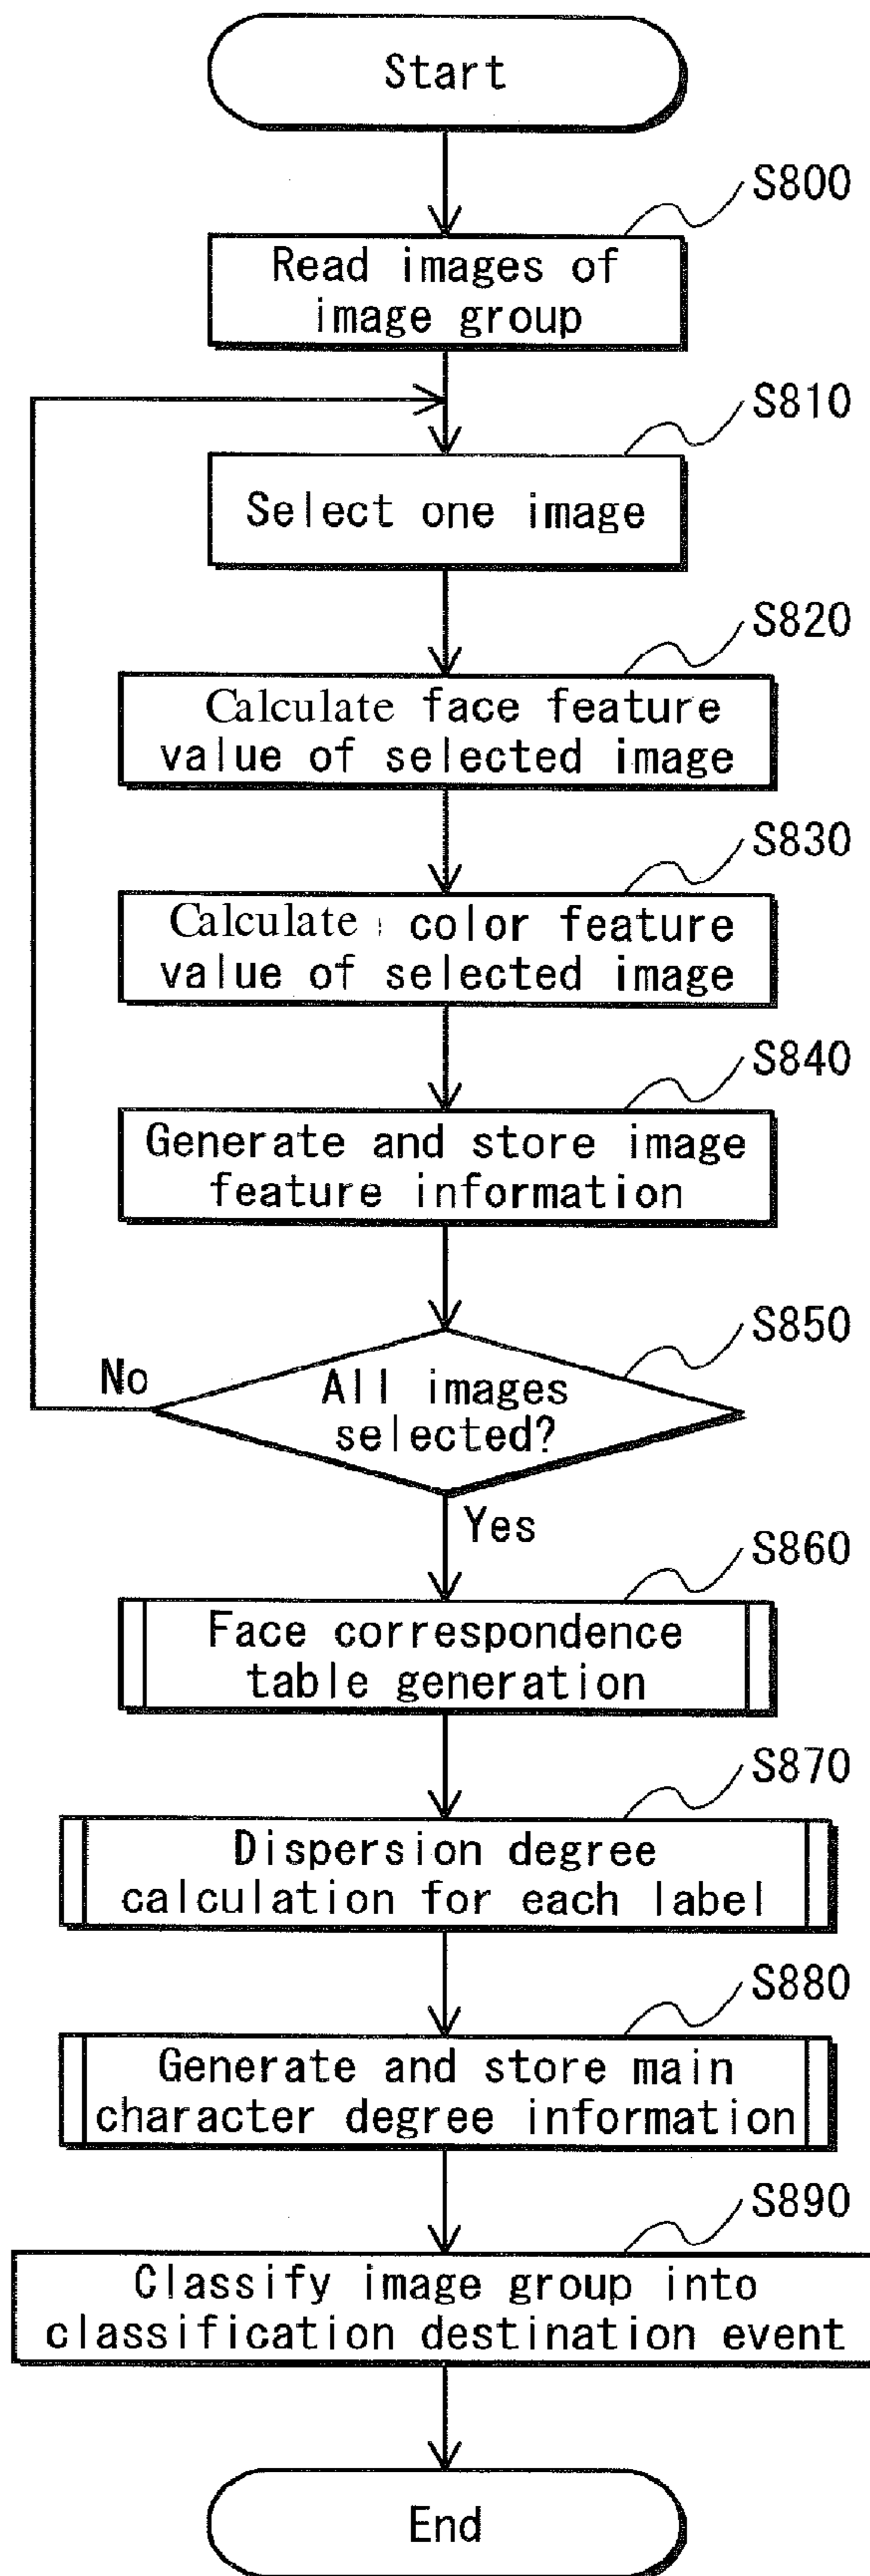 Start
S800
Read images of
image group
S810
Select one image
S820
Calculate face feature
value of selected image
S830
Calculate color feature
value of selected image
S840
Generate and store image
feature information
S850
No
All images
selected?
Yes
S860
Face correspondence
table generation
S870
Dispersion degree
calculation for each label
S880
Generate and store main
character degree information
S890
Classify image group into
classification destination event
End